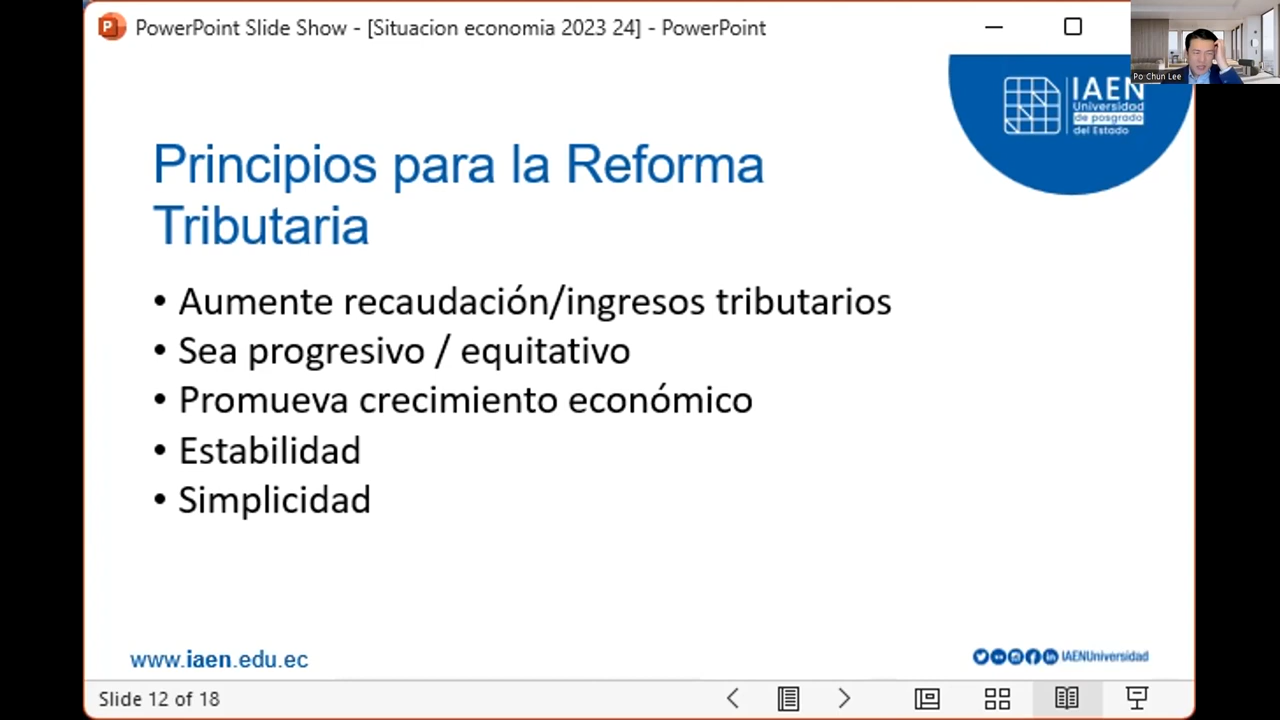 PowerPoint Slide Show - [Situacion economia 2023 24] - PowerPoint
Po Chun Lee
IAEN
Universidad
de posgrado
del Estado
Principios para la Reforma
Tributaria
• Aumente recaudación/ingresos tributarios
• Sea progresivo / equitativo
• Promueva crecimiento económico
• Estabilidad
• Simplicidad
www.iaen.edu.ec
IAENUniversidad
Slide 12 of 18